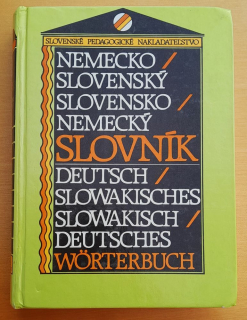 SLOVENSKÉ PEDAGOGICKÉ NAKLADATEĽSTVO
NEMECKO/
SLOVENSKÝ
SLOVENSKO/
NEMECKÝ
SLOVNÍK
DEUTSCH/
SLOWAKISCHES
SLOWAKISCH/
DEUTSCHES
WÖRTERBUCH